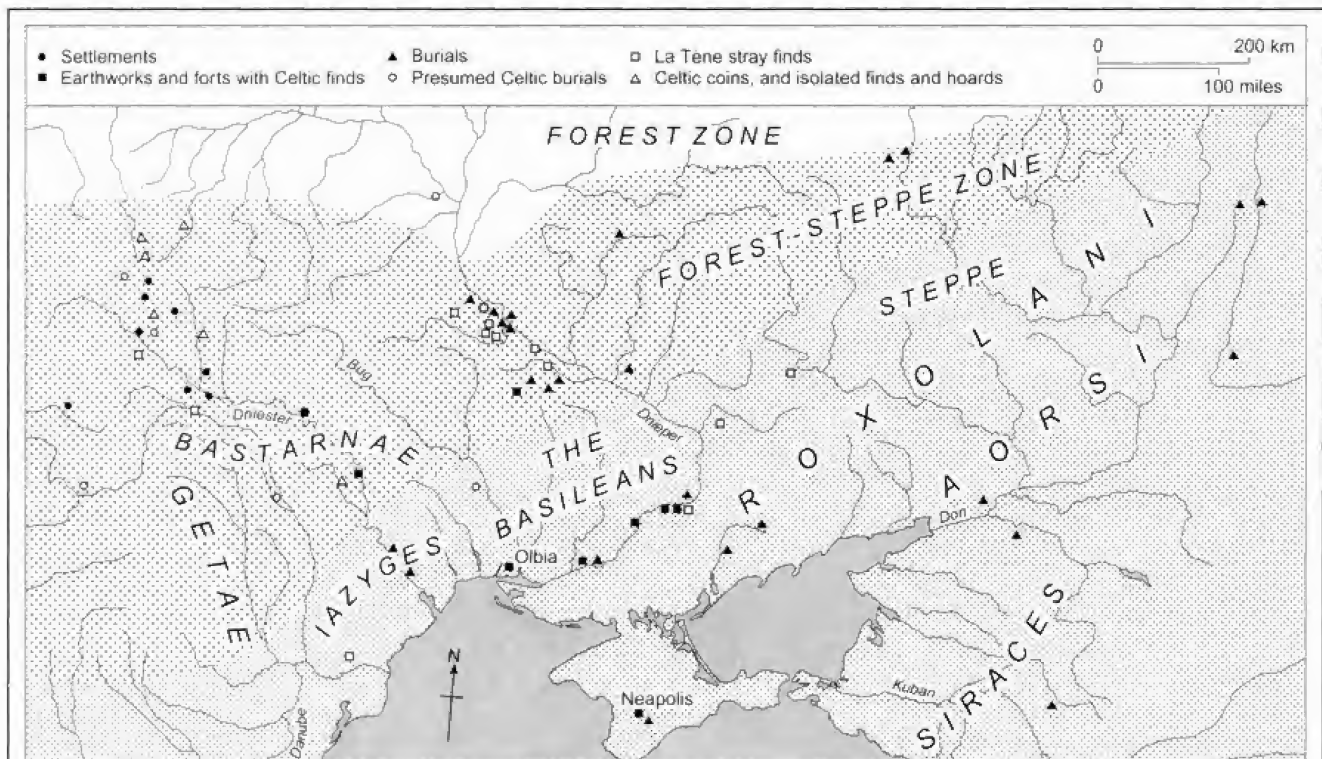 Settlements
Earthworks and forts with Celtic finds
Burials
Presumed Celtic burials
La Tene stray finds
Celtic coins, and isolated finds and hoards
0 200 km
0 100 miles
FOREST ZONE
FOREST-STEPPE ZONE
STEPPE
ROXOLANI
AORSI
Bug
Dniester
BASTARNAE
Dnieper
THE
BASILEANS
GETAE
IAZYGES
Olbia
Don
SIRACES
N
Neapolis
Kuban
Danube